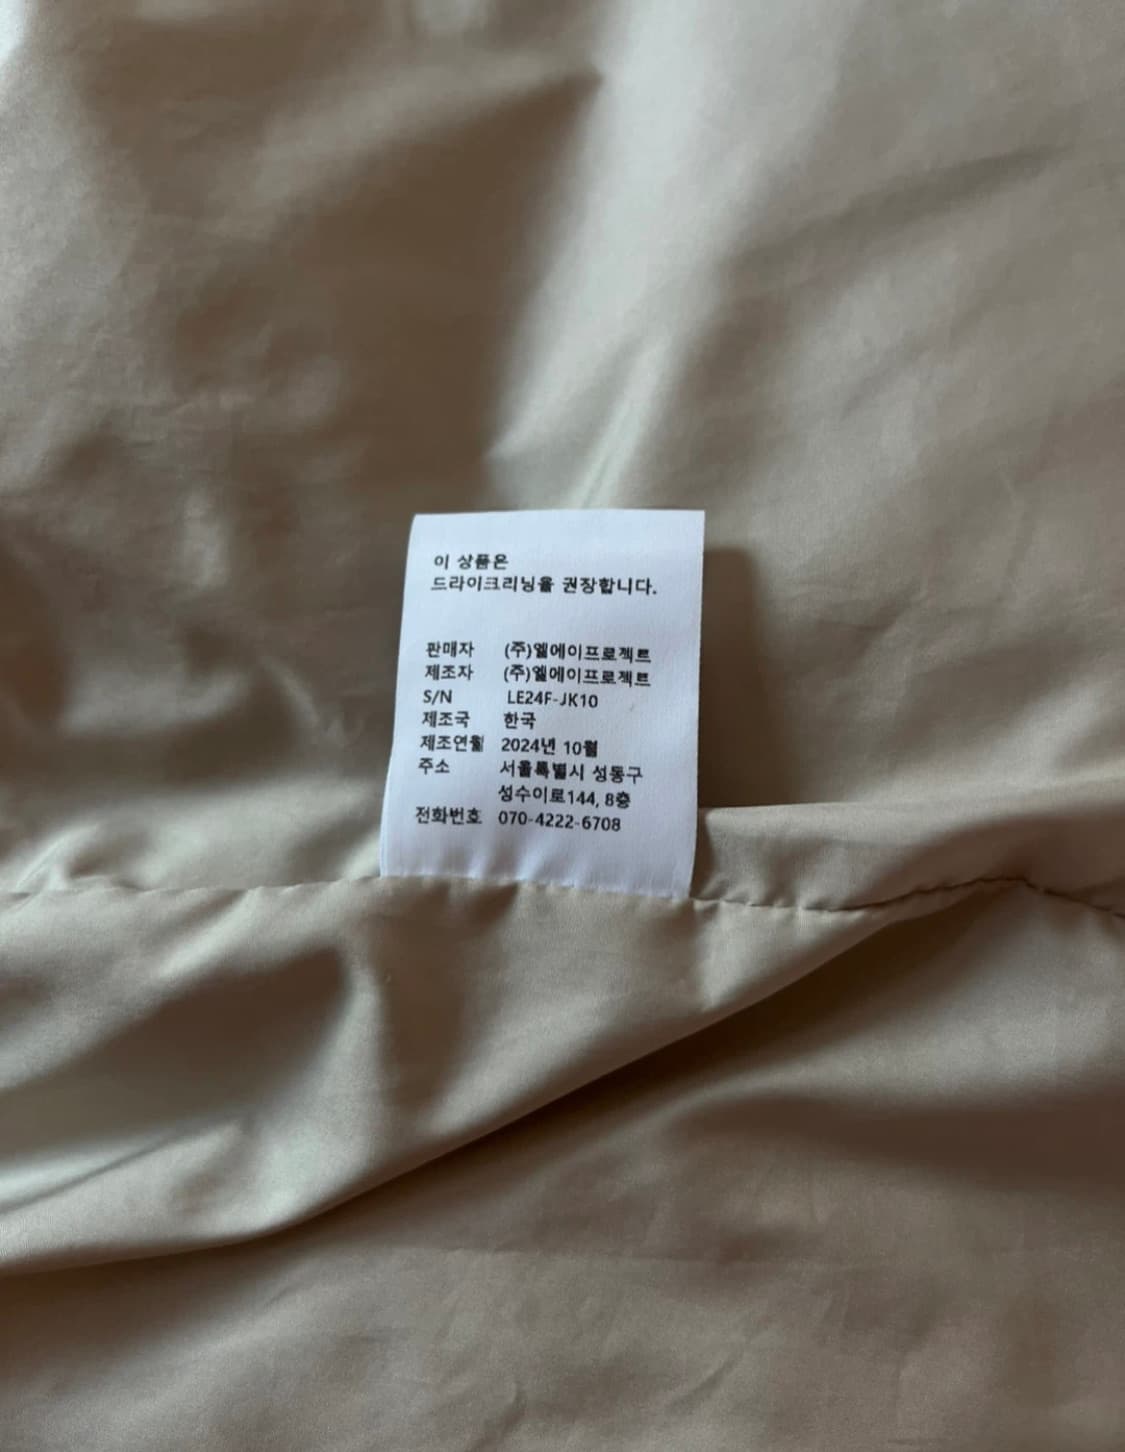 이 상품은
드라이크리닝을 권장합니다.
판매자 (주)엘에이프로젝트
제조자 (주)엘에이프로젝트
S/N LE24F-JK10
제조국 한국
제조연월 2024년 10월
주소 서울특별시 성동구
성수이로144, 8층
전화번호 070-4222-6708